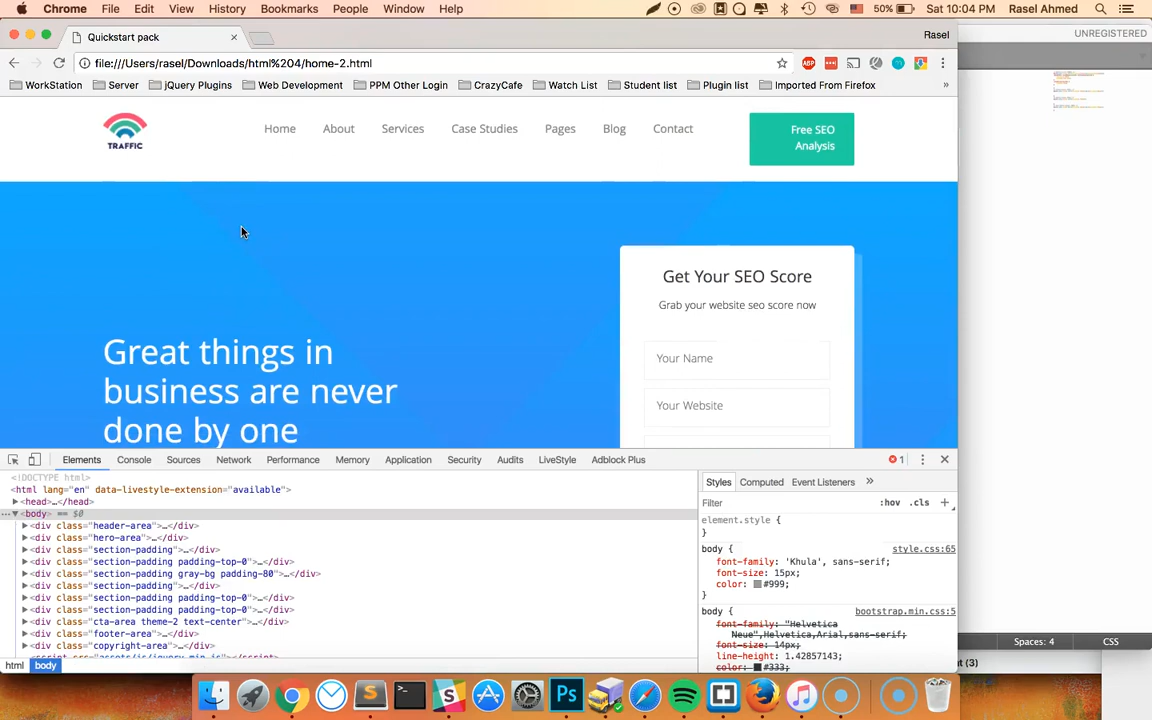 Chrome File Edit View History Bookmarks People Window Help 50% Sat 10:04 PM Rasel Ahmed
Quickstart pack Rasel UNREGISTERED
file:///Users/rasel/Downloads/html%204/home-2.html ABP
WorkStation Server jQuery Plugins Web Development PPM Other Login CrazyCafe Watch List Student list Plugin list Imported From Firefox »
TRAFFIC
Home About Services Case Studies Pages Blog Contact
Free SEO
Analysis
Get Your SEO Score
Grab your website seo score now
Your Name
Your Website
Great things in
business are never
done by one
Elements Console Sources Network Performance Memory Application Security Audits LiveStyle Adblock Plus 1
<!DOCTYPE html>
<html lang="en" data-livestyle-extension="available">
<head>…</head>
<body> == $0
<div class="header-area">…</div>
<div class="hero-area">…</div>
<div class="section-padding">…</div>
<div class="section-padding padding-top-0">…</div>
<div class="section-padding gray-bg padding-80">…</div>
<div class="section-padding">…</div>
<div class="section-padding padding-top-0">…</div>
<div class="section-padding padding-top-0">…</div>
<div class="cta-area theme-2 text-center">…</div>
<div class="footer-area">…</div>
<div class="copyright-area">…</div>
<script src="assets/js/jquery.min.js"></script>
html body
Styles Computed Event Listeners »
Filter :hov .cls +
element.style {
}
body { style.css:65
font-family: 'Khula', sans-serif;
font-size: 15px;
color: #999;
}
body { bootstrap.min.css:5
font-family: "Helvetica
Neue",Helvetica,Arial,sans-serif;
font-size: 14px;
line-height: 1.42857143;
color: #333;
Spaces: 4 CSS
(3)
Ps